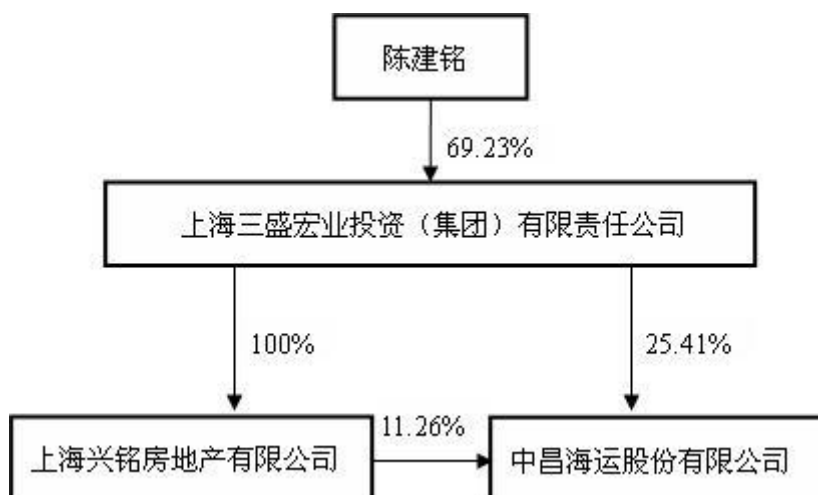 陈建铭
69.23%
上海三盛宏业投资（集团）有限责任公司
100%
25.41%
上海兴铭房地产有限公司
11.26%
中昌海运股份有限公司